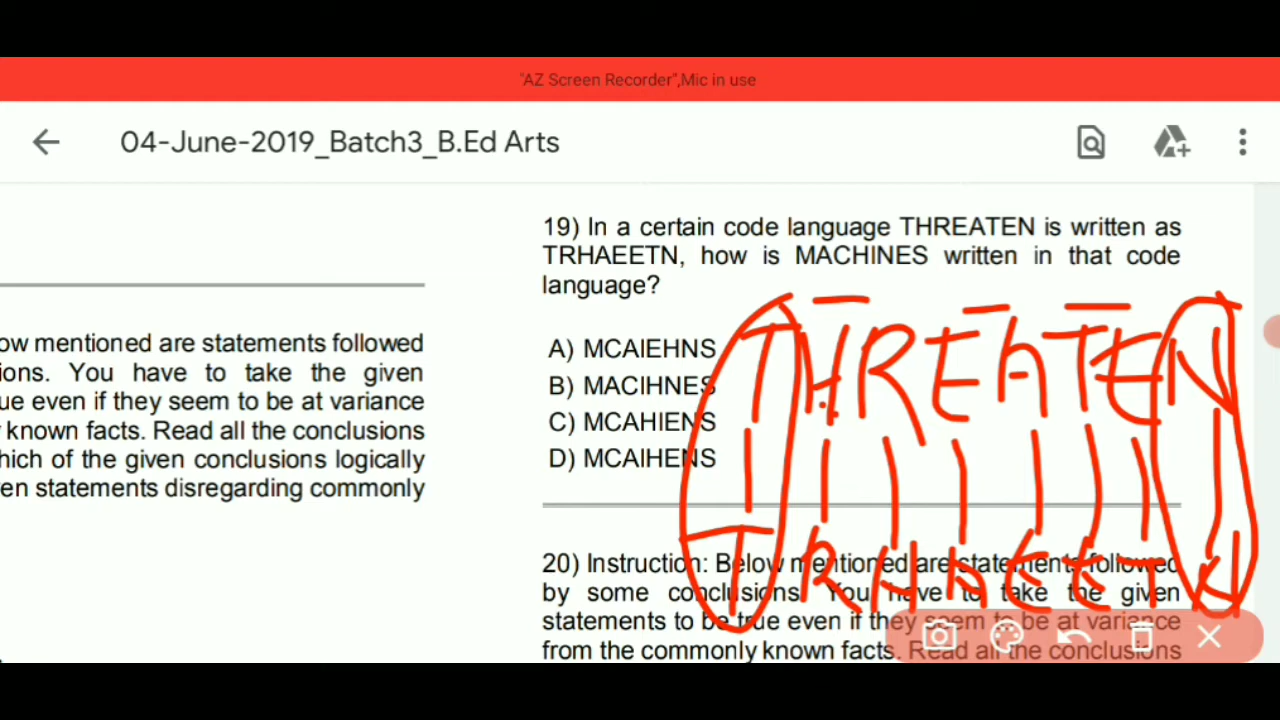 "AZ Screen Recorder",Mic in use
04-June-2019_Batch3_B.Ed Arts
ow mentioned are statements followed
ions. You have to take the given
ue even if they seem to be at variance
known facts. Read all the conclusions
hich of the given conclusions logically
en statements disregarding commonly
19) In a certain code language THREATEN is written as
TRHAEETN, how is MACHINES written in that code
language?
A) MCAIEHNS
B) MACIHNES
C) MCAHIENS
D) MCAIHENS
THREATEN
TRHAEETN
20) Instruction: Below mentioned are statements followed
by some conclusions. You have to take the given
statements to be true even if they seem to be at variance
from the commonly known facts. Read all the conclusions